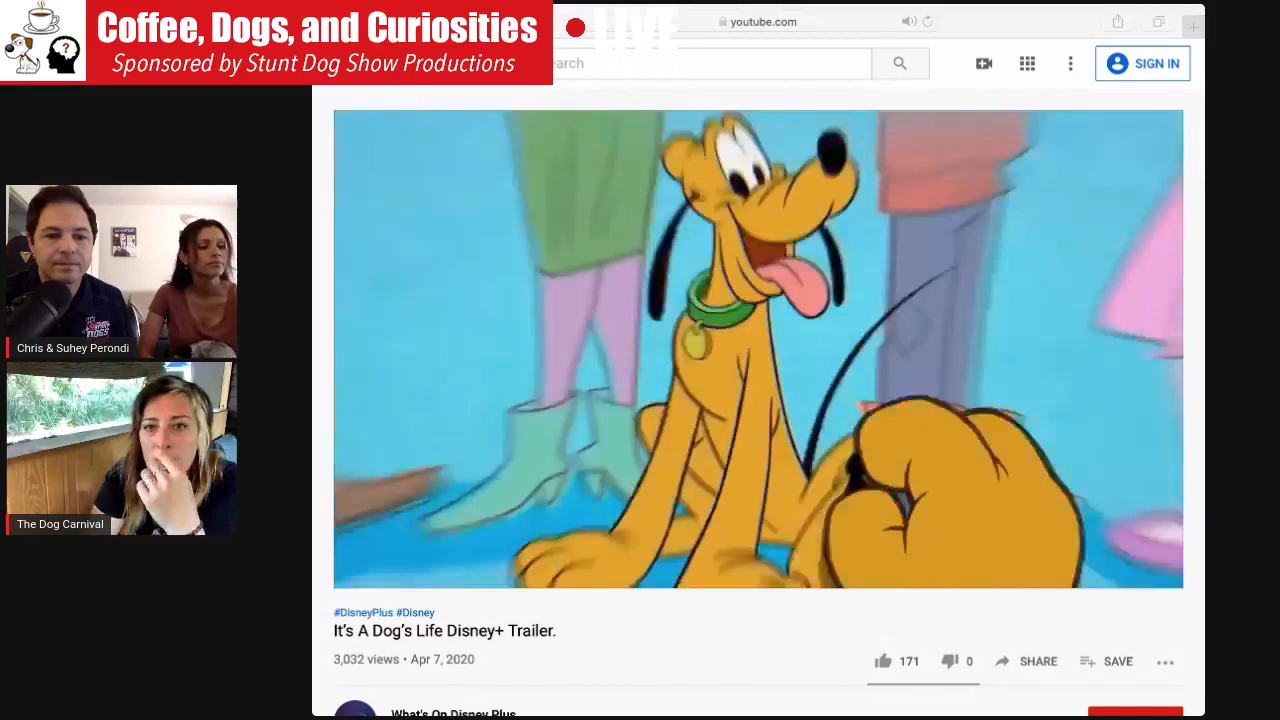 Coffee, Dogs, and Curiosities
LIVE
Sponsored by Stunt Dog Show Productions
youtube.com
earch
SIGN IN
Chris & Suhey Perondi
The Dog Carnival
#DisneyPlus #Disney
It's A Dog's Life Disney+ Trailer.
3,032 views • Apr 7, 2020
171
0
SHARE
SAVE
What's On Disney Plus